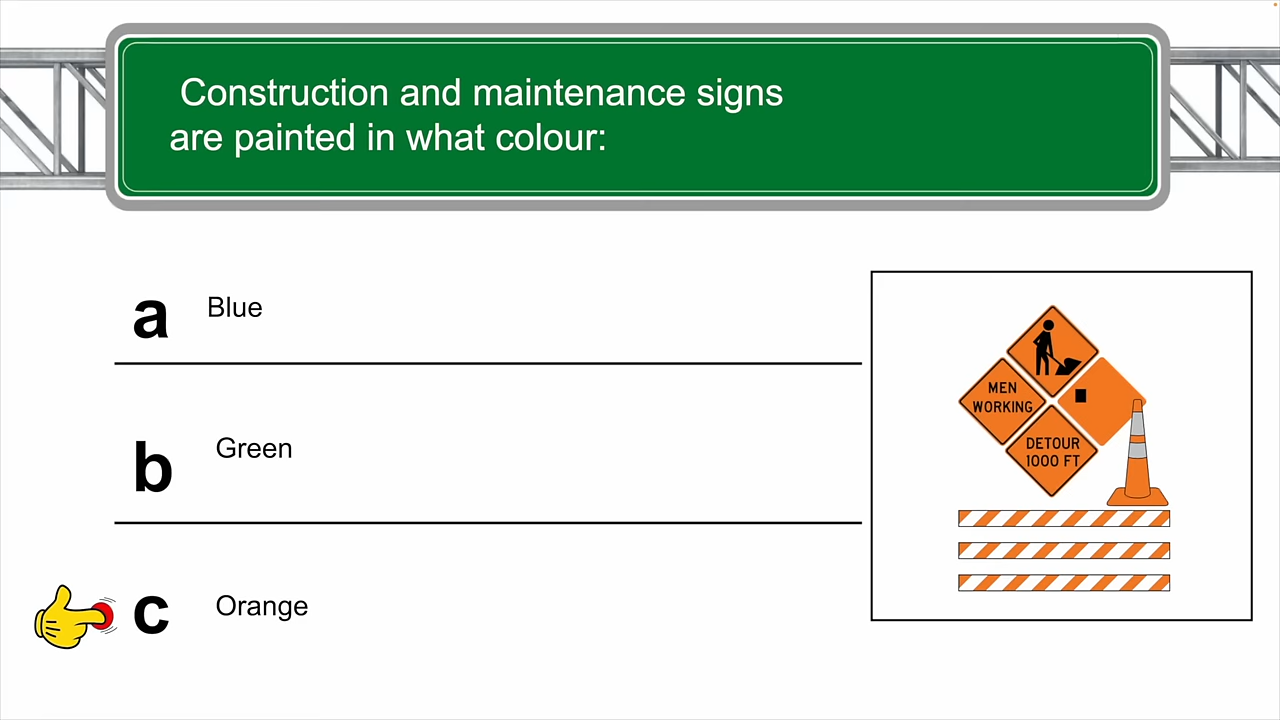 Construction and maintenance signs
are painted in what colour:
a Blue
b Green
c Orange
MEN
WORKING
DETOUR
1000 FT